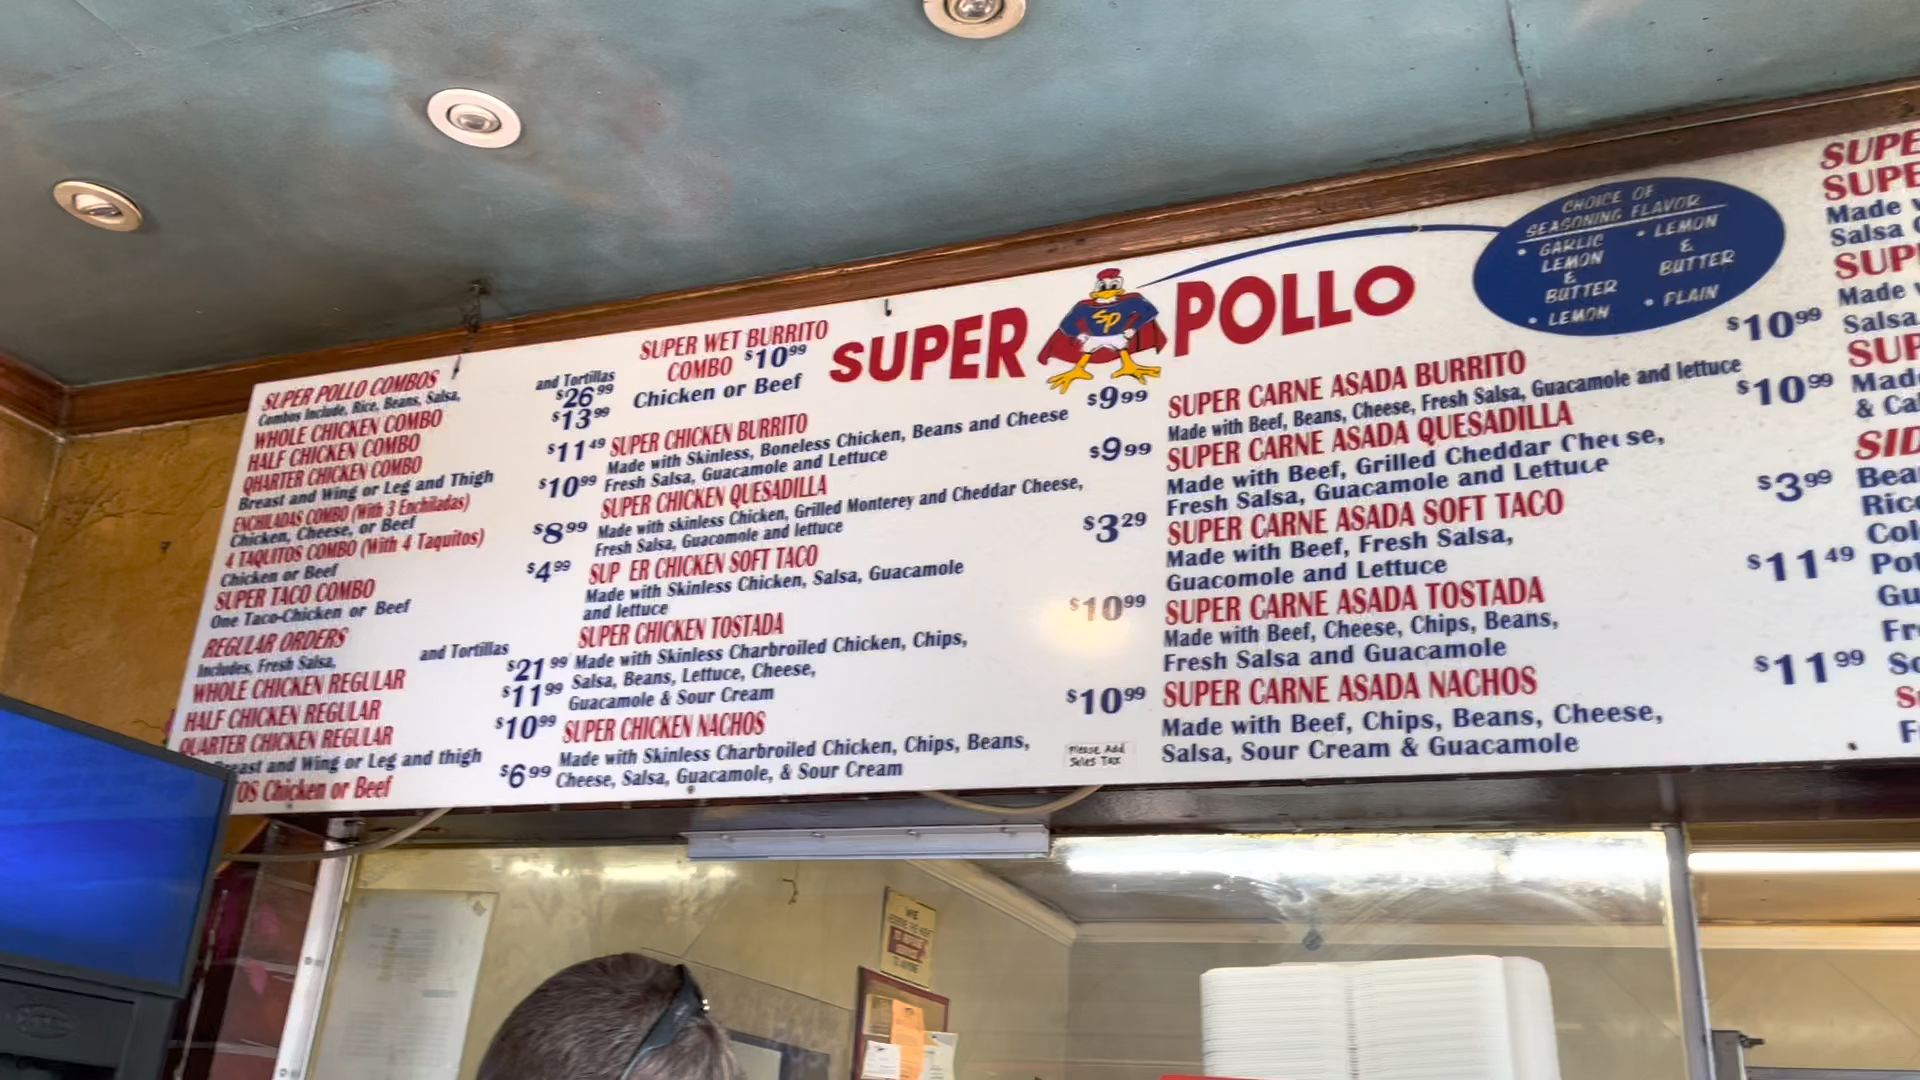 SUPER POLLO COMBOS
Combos Include, Rice, Beans, Salsa,
and Tortillas
WHOLE CHICKEN COMBO
$26 99
HALF CHICKEN COMBO
$13 99
QHARTER CHICKEN COMBO
$11 49
Breast and Wing or Leg and Thigh
ENCHILADAS COMBO (With 3 Enchiladas)
$10 99
Chicken, Cheese, or Beef
4 TAQUITOS COMBO (With 4 Taquitos)
$8 99
Chicken or Beef
SUPER TACO COMBO
$4 99
One Taco-Chicken or Beef
REGULAR ORDERS
Includes, Fresh Salsa,
and Tortillas
WHOLE CHICKEN REGULAR
$21 99
HALF CHICKEN REGULAR
$11 99
QUARTER CHICKEN REGULAR
$10 99
and Wing or Leg and thigh
Chicken or Beef
$6 99
SUPER WET BURRITO
COMBO $10 99
Chicken or Beef
SUPER POLLO
SP
SUPER CHICKEN BURRITO
$9 99
Made with Skinless, Boneless Chicken, Beans and Cheese
Fresh Salsa, Guacamole and Lettuce
SUPER CHICKEN QUESADILLA
$9 99
Made with skinless Chicken, Grilled Monterey and Cheddar Cheese,
Fresh Salsa, Guacomole and lettuce
SUP ER CHICKEN SOFT TACO
$3 29
Made with Skinless Chicken, Salsa, Guacamole
and lettuce
SUPER CHICKEN TOSTADA
$10 99
Made with Skinless Charbroiled Chicken, Chips,
Salsa, Beans, Lettuce, Cheese,
Guacamole & Sour Cream
SUPER CHICKEN NACHOS
$10 99
Made with Skinless Charbroiled Chicken, Chips, Beans,
Cheese, Salsa, Guacamole, & Sour Cream
Please Add
Sales Tax
CHOICE OF
SEASONING FLAVOR
• GARLIC
LEMON
&
BUTTER
• LEMON
• LEMON
&
BUTTER
• PLAIN
SUPER CARNE ASADA BURRITO
$10 99
Made with Beef, Beans, Cheese, Fresh Salsa, Guacamole and lettuce
SUPER CARNE ASADA QUESADILLA
$10 99
Made with Beef, Grilled Cheddar Cheese,
Fresh Salsa, Guacamole and Lettuce
SUPER CARNE ASADA SOFT TACO
$3 99
Made with Beef, Fresh Salsa,
Guacomole and Lettuce
SUPER CARNE ASADA TOSTADA
$11 49
Made with Beef, Cheese, Chips, Beans,
Fresh Salsa and Guacamole
SUPER CARNE ASADA NACHOS
$11 99
Made with Beef, Chips, Beans, Cheese,
Salsa, Sour Cream & Guacamole
Made
Salsa
Made
Salsa
Made
WE